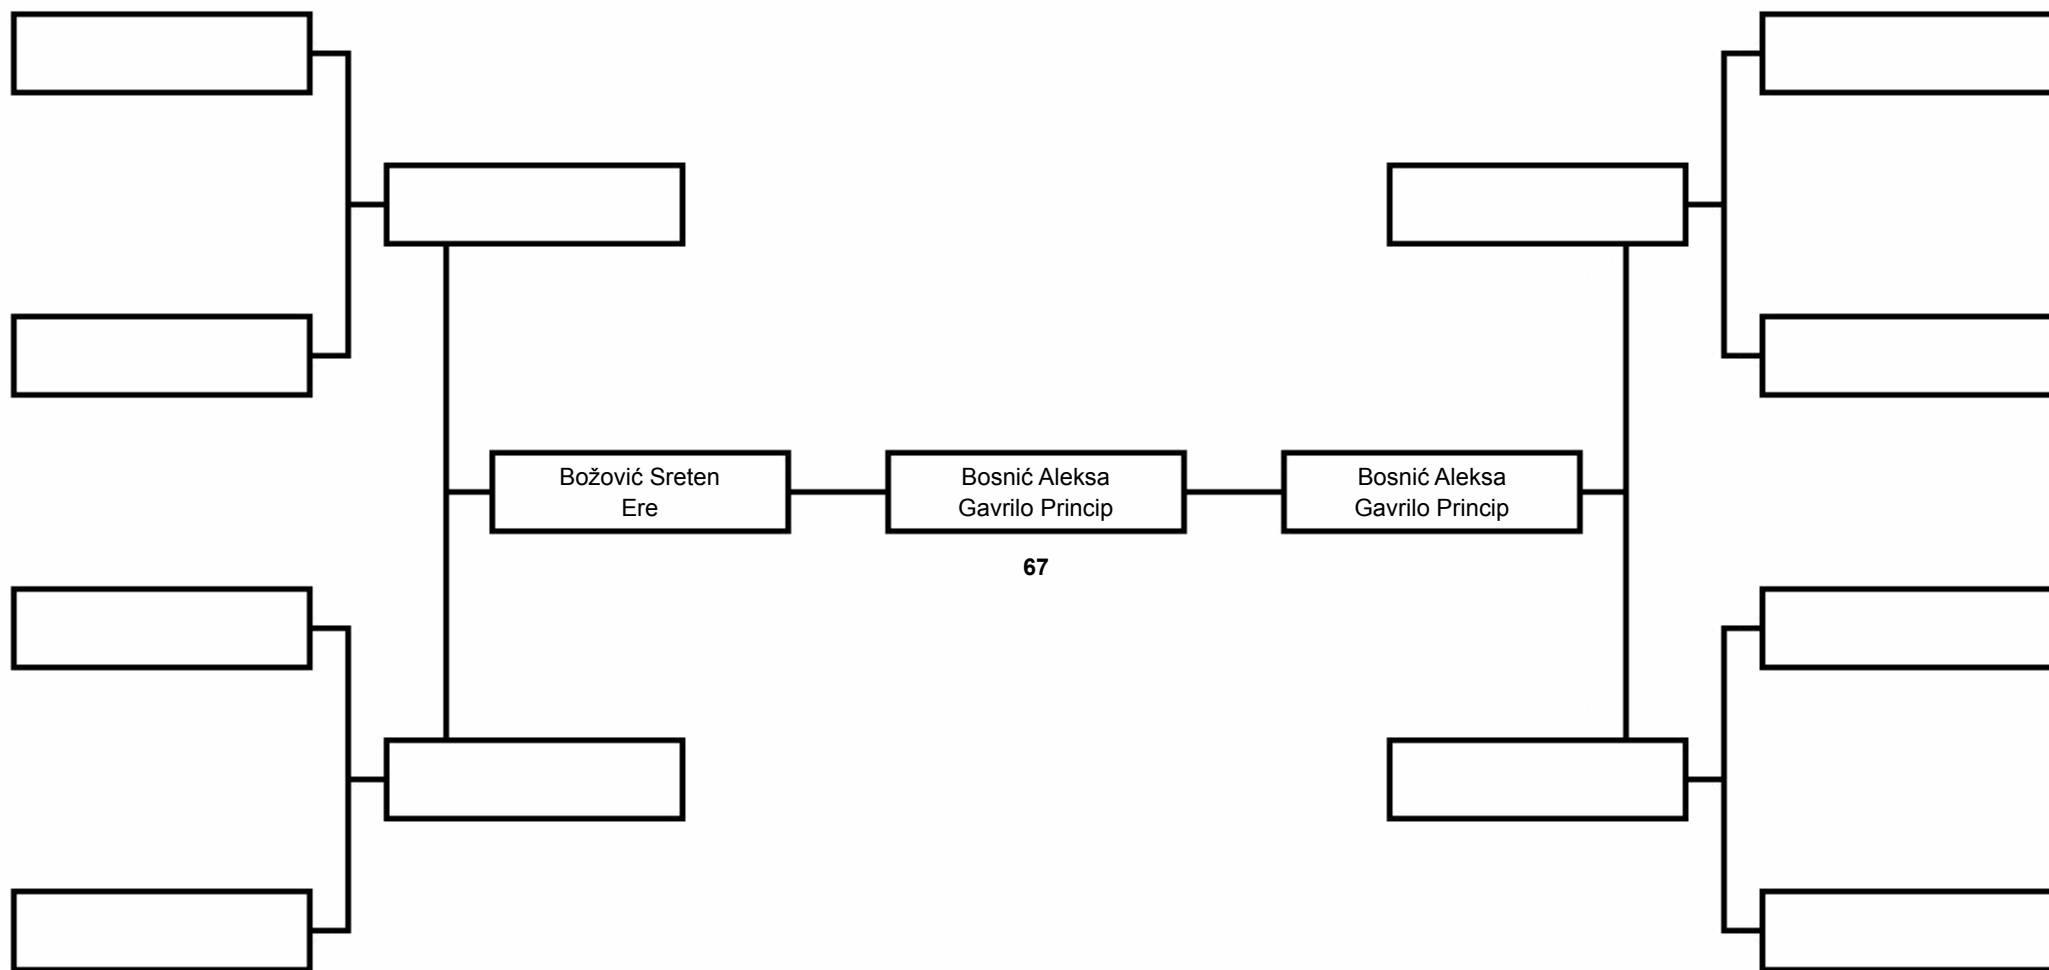 Božović Sreten
Ere
Bosnić Aleksa
Gavrilo Princip
Bosnić Aleksa
Gavrilo Princip
67